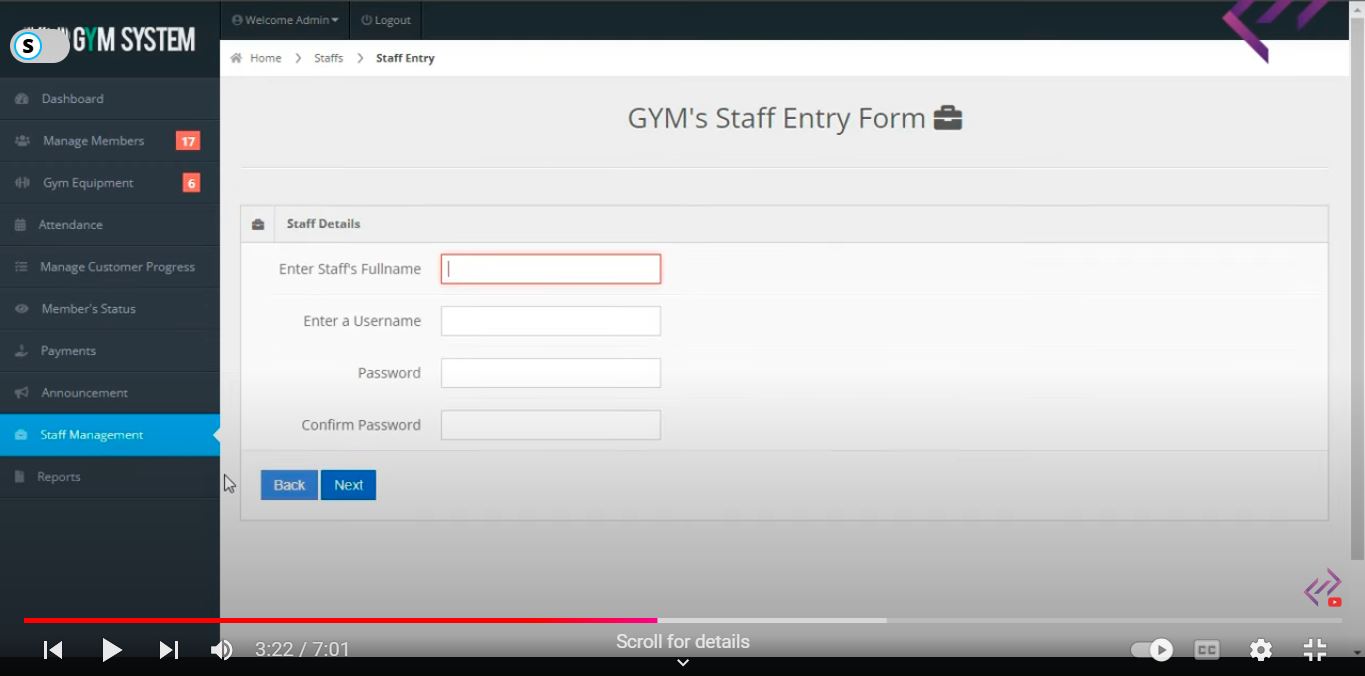 S
GYM SYSTEM
Welcome Admin
Logout
Home > Staffs > Staff Entry
Dashboard
Manage Members 17
Gym Equipment 6
Attendance
Manage Customer Progress
Member's Status
Payments
Announcement
Staff Management
Reports
GYM's Staff Entry Form
Staff Details
Enter Staff's Fullname
Enter a Username
Password
Confirm Password
Back
Next
3:22 / 7:01
Scroll for details
CC